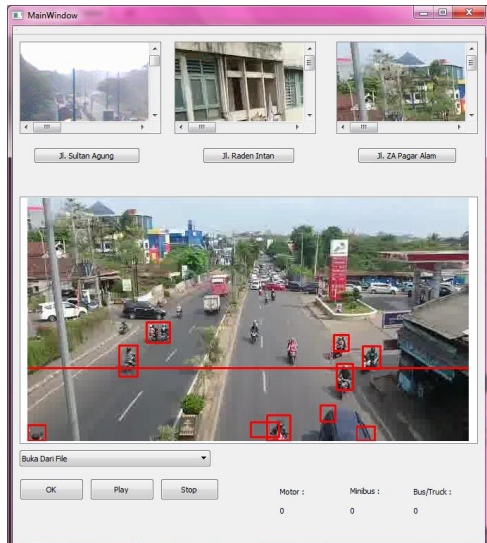 MainWindow
Jl. Sultan Agung
Jl. Raden Intan
Jl. ZA Pagar Alam
Buka Dari File
OK
Play
Stop
Motor :
Minibus :
Bus/Truck :
0
0
0